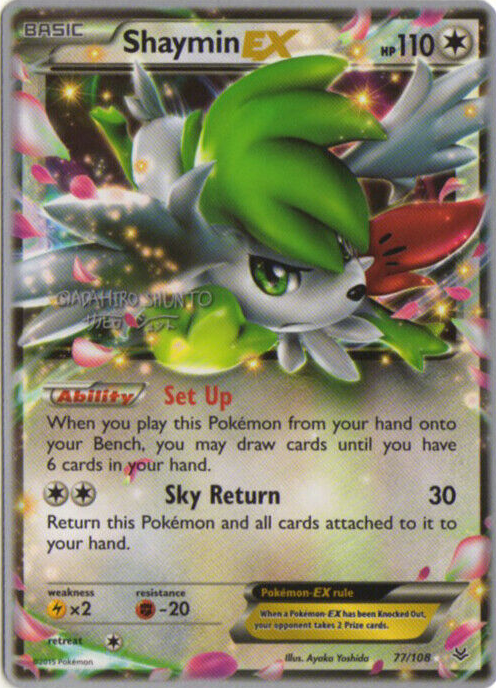 BASIC
Shaymin EX
HP 110
©IADAHIRO SHUNTO
Ability Set Up
When you play this Pokémon from your hand onto
your Bench, you may draw cards until you have
6 cards in your hand.
Sky Return 30
Return this Pokémon and all cards attached to it to
your hand.
weakness
×2
resistance
-20
retreat
Pokémon-EX rule
When a Pokémon-EX has been Knocked Out,
your opponent takes 2 Prize cards.
©2015 Pokémon
Illus. Ayaka Yoshida
77/108